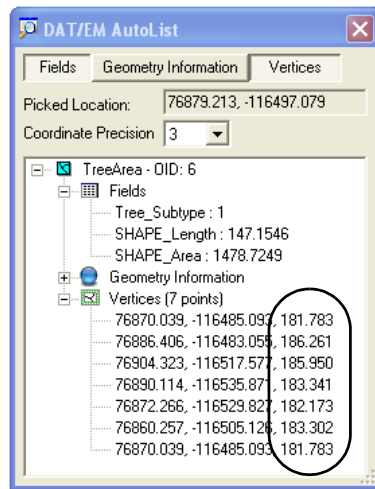 DAT/EM AutoList
Fields Geometry Information Vertices
Picked Location: 76879.213, -116497.079
Coordinate Precision 3
TreeArea - OID: 6
Fields
Tree_Subtype : 1
SHAPE_Length : 147.1546
SHAPE_Area : 1478.7249
Geometry Information
Vertices (7 points)
76870.039, -116485.093, 181.783
76886.406, -116483.055, 186.261
76904.323, -116517.577, 185.950
76890.114, -116535.871, 183.341
76872.266, -116529.827, 182.173
76860.257, -116505.126, 183.302
76870.039, -116485.093, 181.783